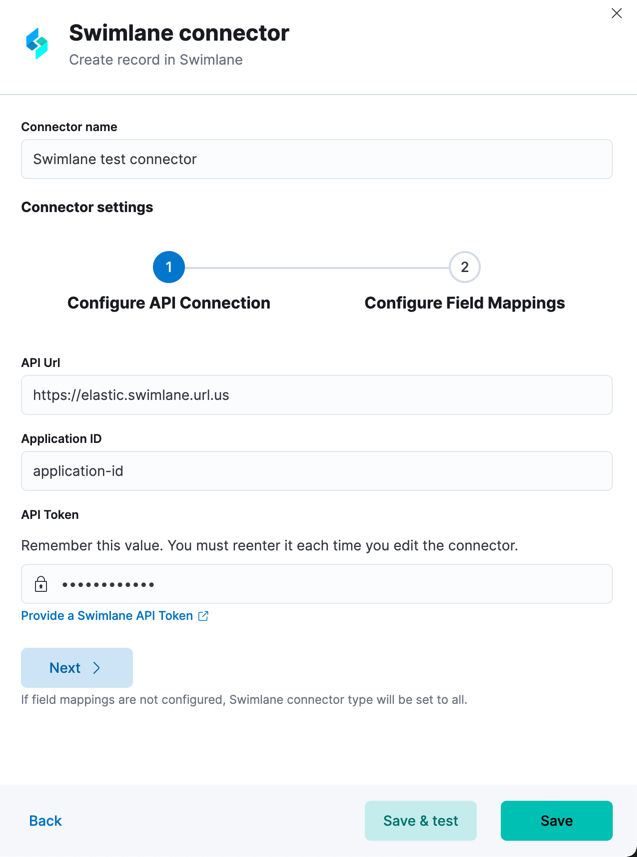 Swimlane connector
Create record in Swimlane
Connector name
Swimlane test connector
Connector settings
1
2
Configure API Connection
Configure Field Mappings
API Url
https://elastic.swimlane.url.us
Application ID
application-id
API Token
Remember this value. You must reenter it each time you edit the connector.
••••••••••••
Provide a Swimlane API Token
Next
If field mappings are not configured, Swimlane connector type will be set to all.
Back
Save & test
Save